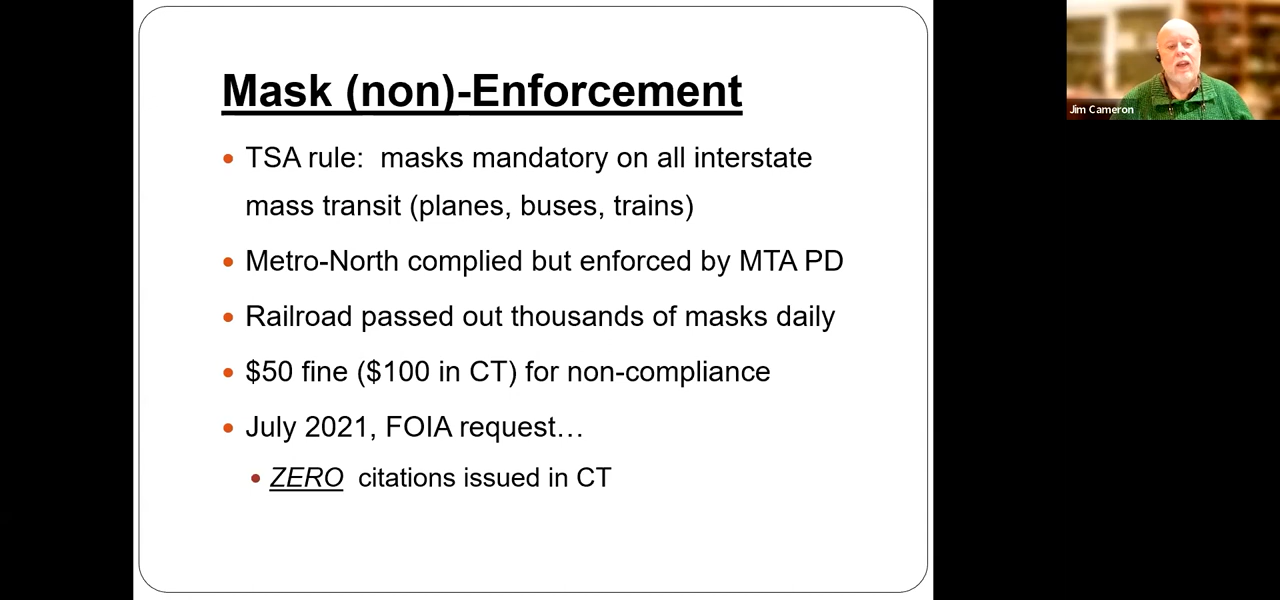 Mask (non)-Enforcement
• TSA rule:  masks mandatory on all interstate
mass transit (planes, buses, trains)
• Metro-North complied but enforced by MTA PD
• Railroad passed out thousands of masks daily
• $50 fine ($100 in CT) for non-compliance
• July 2021, FOIA request…
• ZERO  citations issued in CT
Jim Cameron